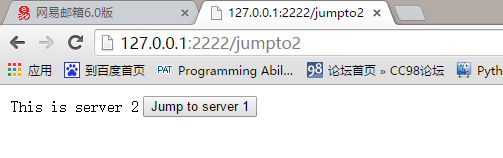 网易邮箱6.0版 127.0.0.1:2222/jumpto2
127.0.0.1:2222/jumpto2
应用 到百度首页 PAT Programming Abil... 98 论坛首页 » CC98论坛 Pyth
This is server 2 Jump to server 1